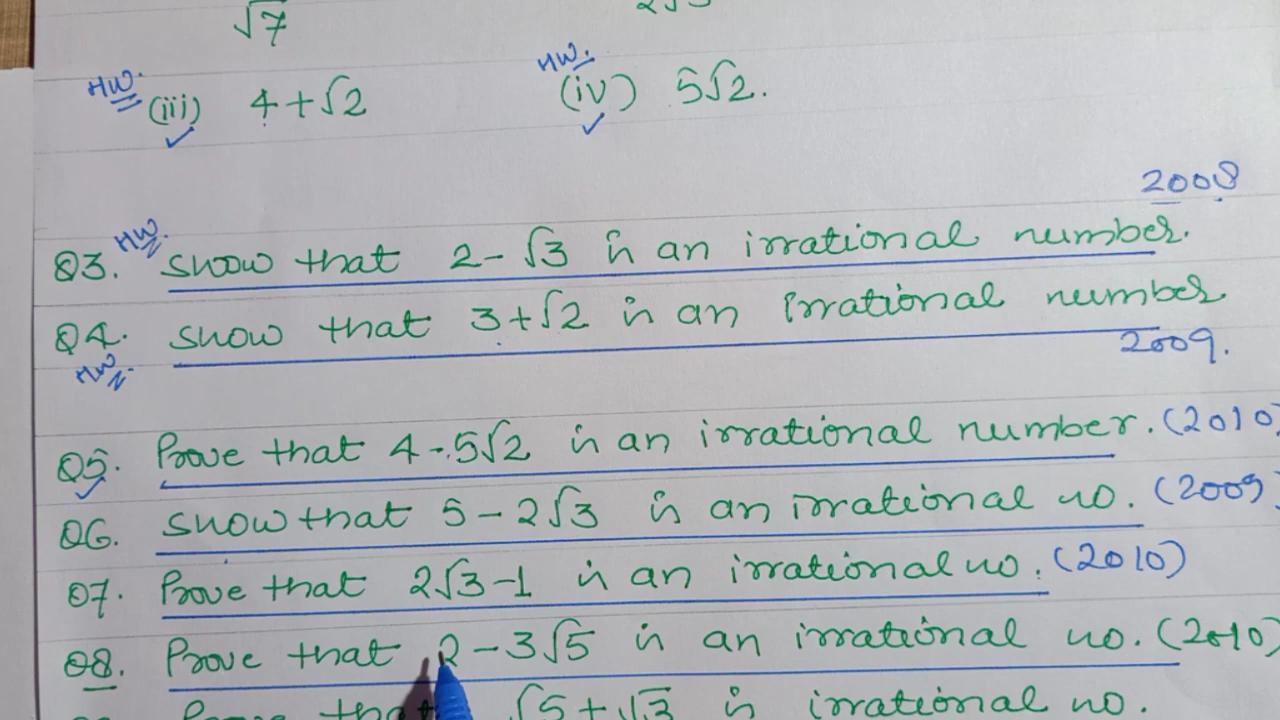 √7
HW. (iii) 4+√2 HW. (iv) 5√2.
2008
Q3. HW. Show that 2-√3 is an irrational number.
Q4. Show that 3+√2 is an irrational number
HW. 2009.
Q5. Prove that 4-5√2 is an irrational number. (2010)
Q6. Show that 5-2√3 is an irrational no. (2009)
Q7. Prove that 2√3-1 is an irrational no. (2010)
Q8. Prove that 2-3√5 is an irrational no. (2010)
√5+√3 is irrational no.